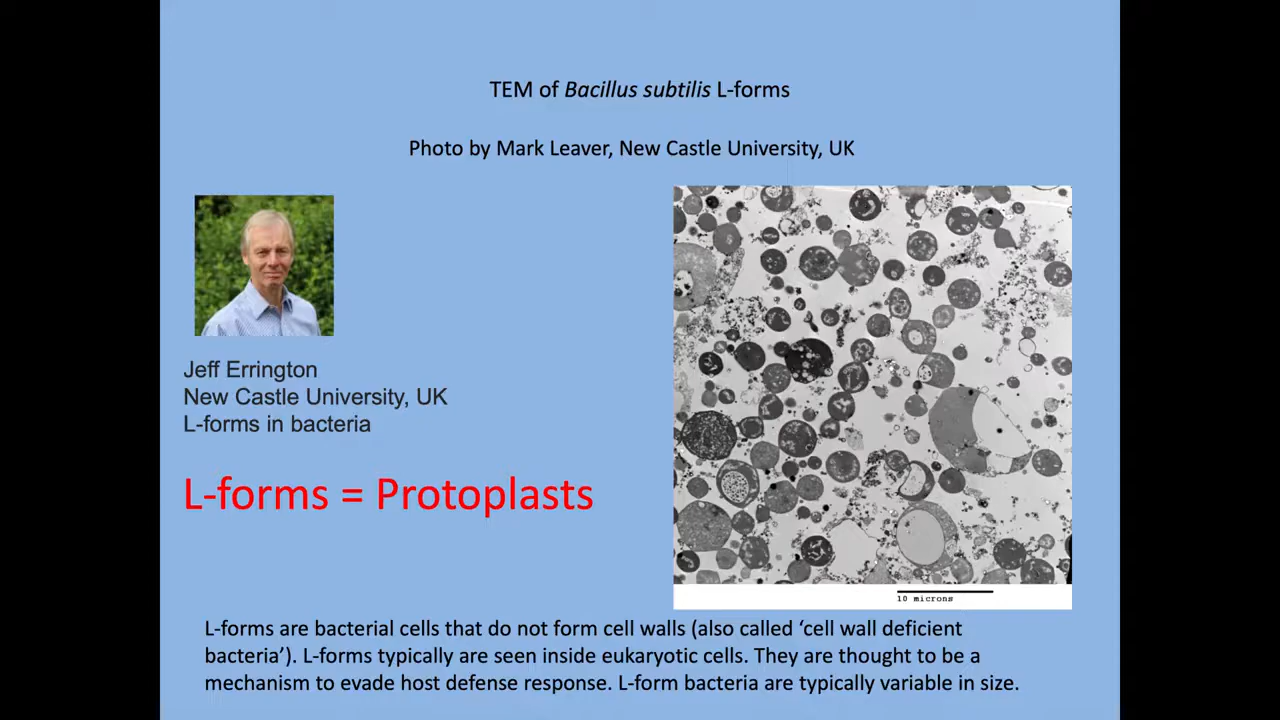 TEM of Bacillus subtilis L-forms
Photo by Mark Leaver, New Castle University, UK
Jeff Errington
New Castle University, UK
L-forms in bacteria
L-forms = Protoplasts
10 microns
L-forms are bacterial cells that do not form cell walls (also called ‘cell wall deficient
bacteria’). L-forms typically are seen inside eukaryotic cells. They are thought to be a
mechanism to evade host defense response. L-form bacteria are typically variable in size.